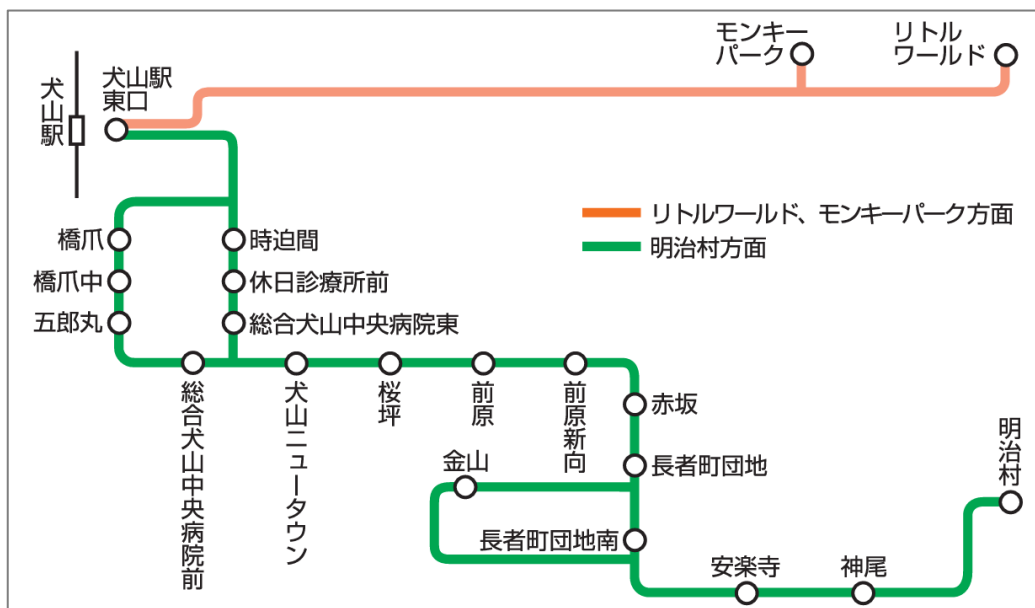 モンキー
パーク
リトル
ワールド
犬山駅
犬山駅
東口
リトルワールド、モンキーパーク方面
明治村方面
橋爪
時迫間
橋爪中
休日診療所前
五郎丸
総合犬山中央病院東
総合犬山中央病院前
犬山ニュータウン
桜坪
前原
前原新向
赤坂
長者町団地
金山
長者町団地南
安楽寺
神尾
明治村